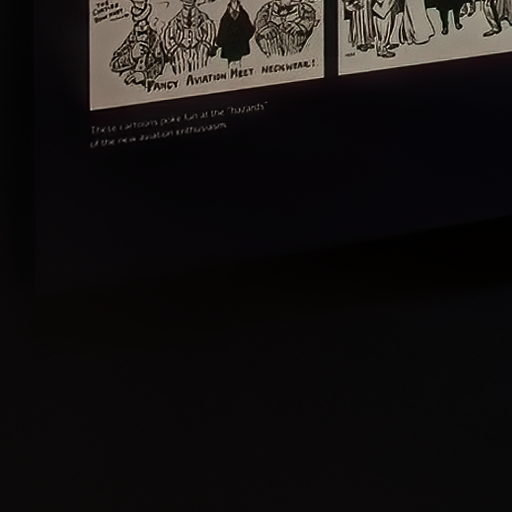 FANCY AVIATION MEET NECKWEAR!
These cartoons poke fun at the "hazards"
of the new aviation enthusiasm.